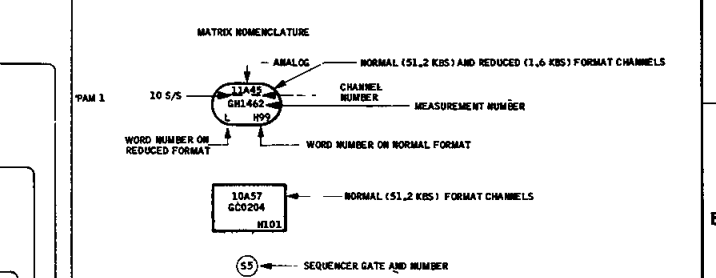 MATRIX NOMENCLATURE
ANALOG
NORMAL (51.2 KBS) AND REDUCED (1.6 KBS) FORMAT CHANNELS
PAM 1
10 S/S
11A45
CHANNEL
NUMBER
GH1462
MEASUREMENT NUMBER
L
H99
WORD NUMBER ON
REDUCED FORMAT
WORD NUMBER ON NORMAL FORMAT
10A57
NORMAL (51.2 KBS) FORMAT CHANNELS
GC0204
H101
S5
SEQUENCER GATE AND NUMBER